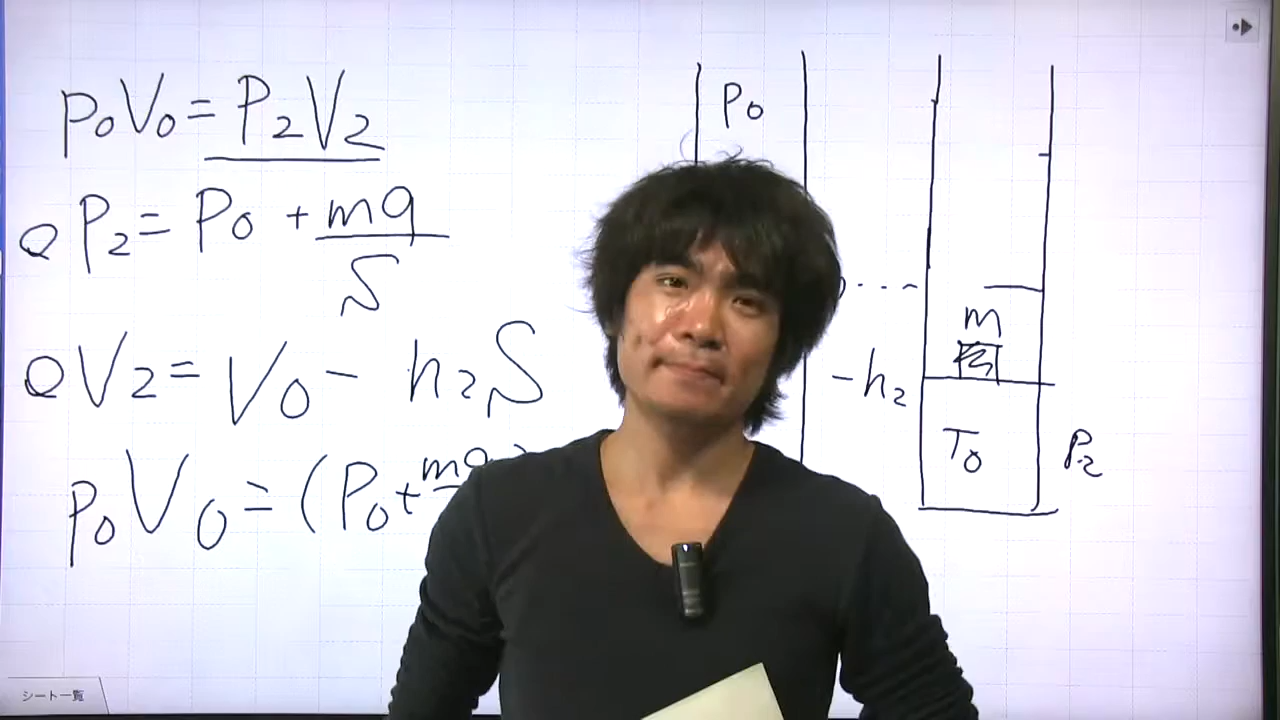 p₀V₀=P₂V₂
P₂=P₀+mg/S
V₂=V₀-h₂S
p₀V₀=(P₀+mg
P₀
m
-h₂
T₀
P₂
シート一覧